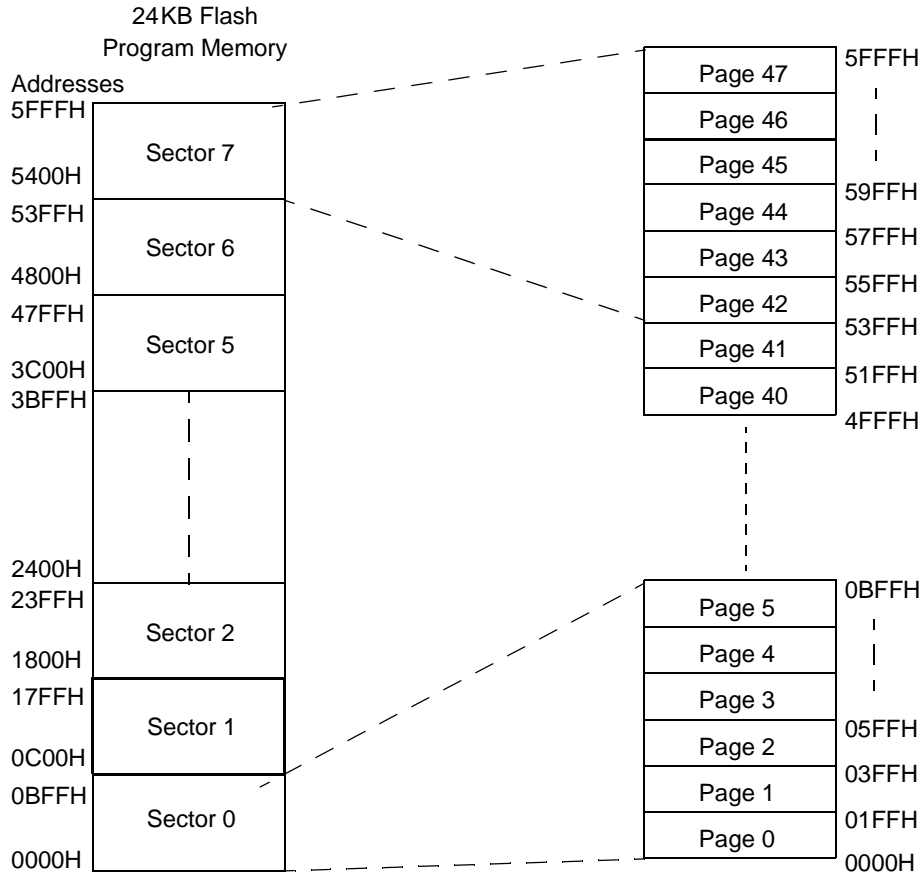 24KB Flash
Program Memory
Addresses
5FFFH
Sector 7
5400H
53FFH
Sector 6
4800H
47FFH
Sector 5
3C00H
3BFFH
2400H
23FFH
Sector 2
1800H
17FFH
Sector 1
0C00H
0BFFH
Sector 0
0000H
Page 47
5FFFH
Page 46
Page 45
59FFH
Page 44
57FFH
Page 43
55FFH
Page 42
53FFH
Page 41
51FFH
Page 40
4FFFH
0BFFH
Page 5
Page 4
Page 3
05FFH
Page 2
03FFH
Page 1
01FFH
Page 0
0000H